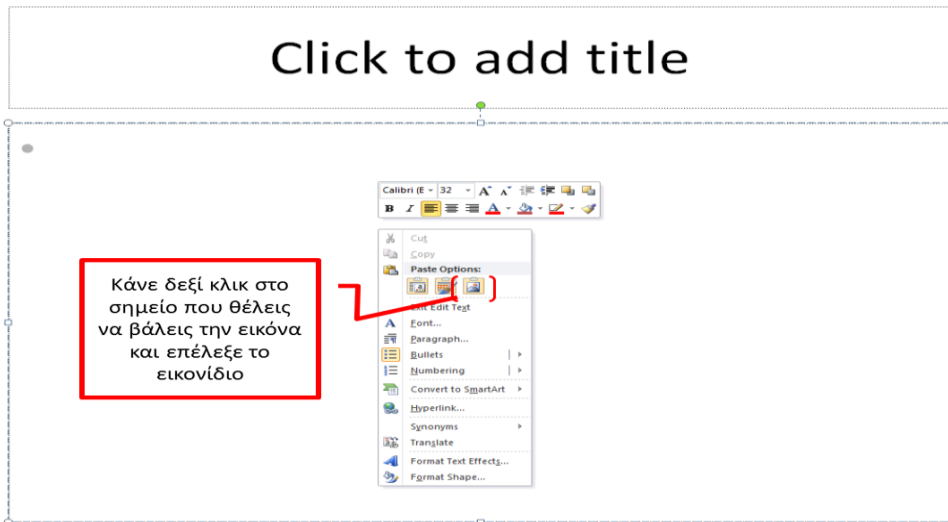 Click to add title
Calibri (E 32 A A
B I A
Cut
Copy
Paste Options:
Exit Edit Text
Κάνε δεξί κλικ στο
σημείο που θέλεις
να βάλεις την εικόνα
και επέλεξε το
εικονίδιο
Font...
Paragraph...
Bullets
Numbering
Convert to SmartArt
Hyperlink...
Synonyms
Translate
Format Text Effects...
Format Shape...